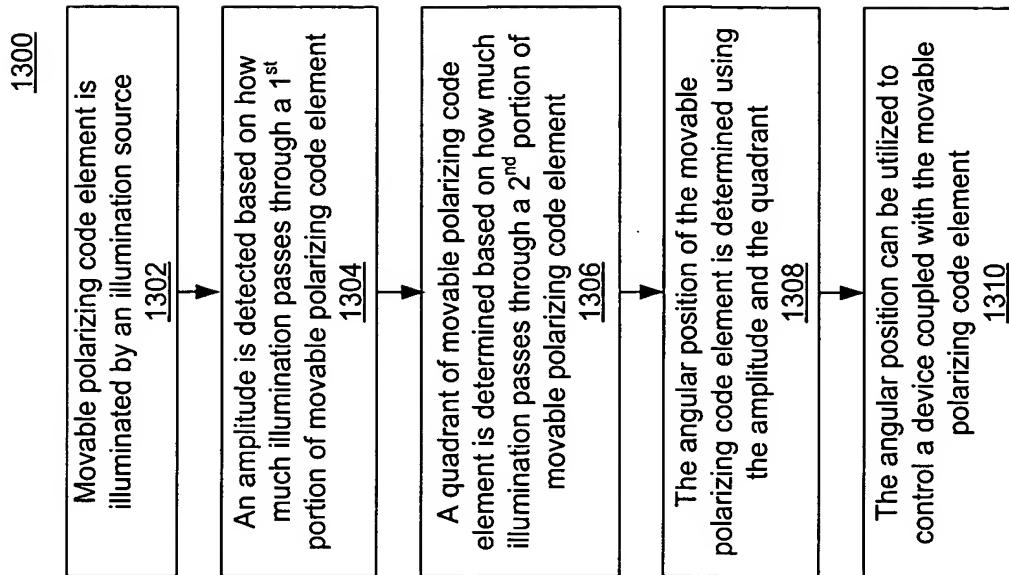 1300
Movable polarizing code element is
illuminated by an illumination source
1302
An amplitude is detected based on how
much illumination passes through a 1st
portion of movable polarizing code element
1304
A quadrant of movable polarizing code
element is determined based on how much
illumination passes through a 2nd portion of
movable polarizing code element
1306
The angular position of the movable
polarizing code element is determined using
the amplitude and the quadrant
1308
The angular position can be utilized to
control a device coupled with the movable
polarizing code element
1310